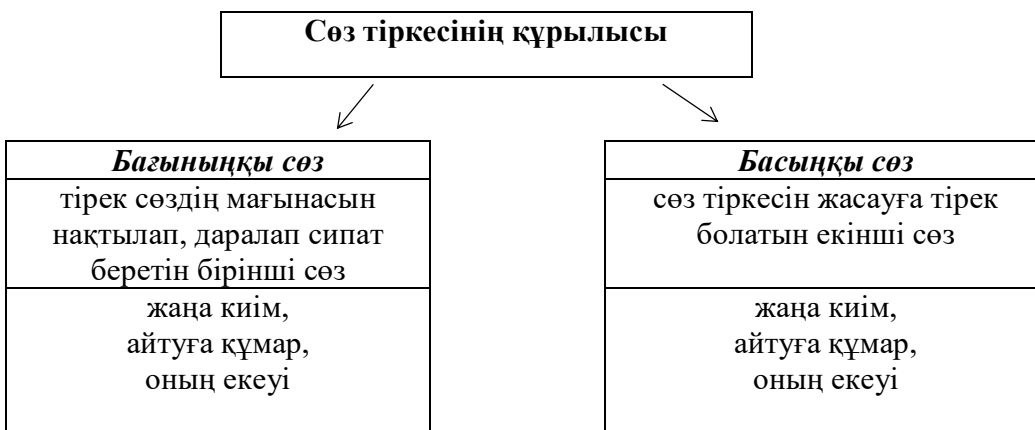 Сөз тіркесінің құрылысы
Бағыныңқы сөз
тірек сөздің мағынасын
нақтылап, даралап сипат
беретін бірінші сөз
жаңа киім,
айтуға құмар,
оның екеуі
Басыңқы сөз
сөз тіркесін жасауға тірек
болатын екінші сөз
жаңа киім,
айтуға құмар,
оның екеуі